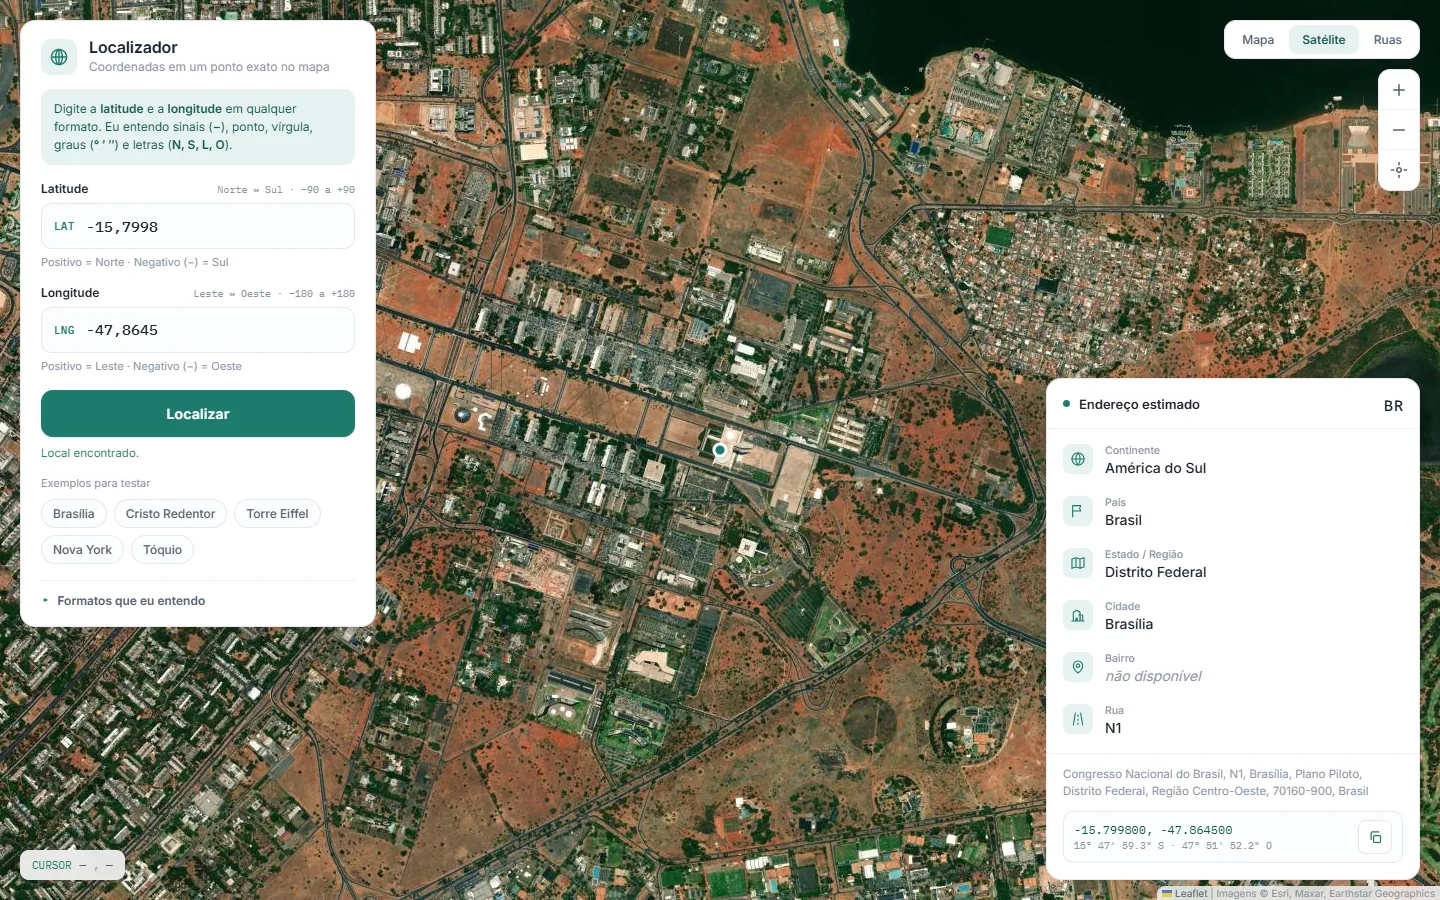 Localizador
Coordenadas em um ponto exato no mapa
Digite a latitude e a longitude em qualquer
formato. Eu entendo sinais (−), ponto, vírgula,
graus (° ′ ″) e letras (N, S, L, O).
Latitude
Norte ↔ Sul · −90 a +90
LAT -15,7998
Positivo = Norte · Negativo (−) = Sul
Longitude
Leste ↔ Oeste · −180 a +180
LNG -47,8645
Positivo = Leste · Negativo (−) = Oeste
Localizar
Local encontrado.
Exemplos para testar
Brasília
Cristo Redentor
Torre Eiffel
Nova York
Tóquio
Formatos que eu entendo
CURSOR — , —
Mapa
Satélite
Ruas
Endereço estimado
BR
Continente
América do Sul
País
Brasil
Estado / Região
Distrito Federal
Cidade
Brasília
Bairro
não disponível
Rua
N1
Congresso Nacional do Brasil, N1, Brasília, Plano Piloto,
Distrito Federal, Região Centro-Oeste, 70160-900, Brasil
-15.799800, -47.864500
15° 47' 59.3" S · 47° 51' 52.2" O
Leaflet | Imagens © Esri, Maxar, Earthstar Geographics